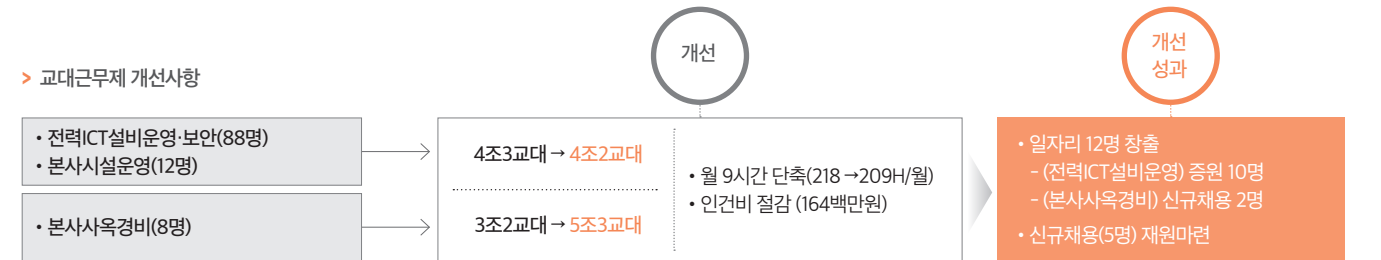 > 교대근무제 개선사항
개선
개선
성과
• 전력ICT설비운영·보안(88명)
• 본사시설운영(12명)
• 본사사옥경비(8명)
4조3교대 → 4조2교대
3조2교대 → 5조3교대
• 월 9시간 단축(218 →209H/월)
• 인건비 절감 (164백만원)
• 일자리 12명 창출
- (전력ICT설비운영) 증원 10명
- (본사사옥경비) 신규채용 2명
• 신규채용(5명) 재원마련